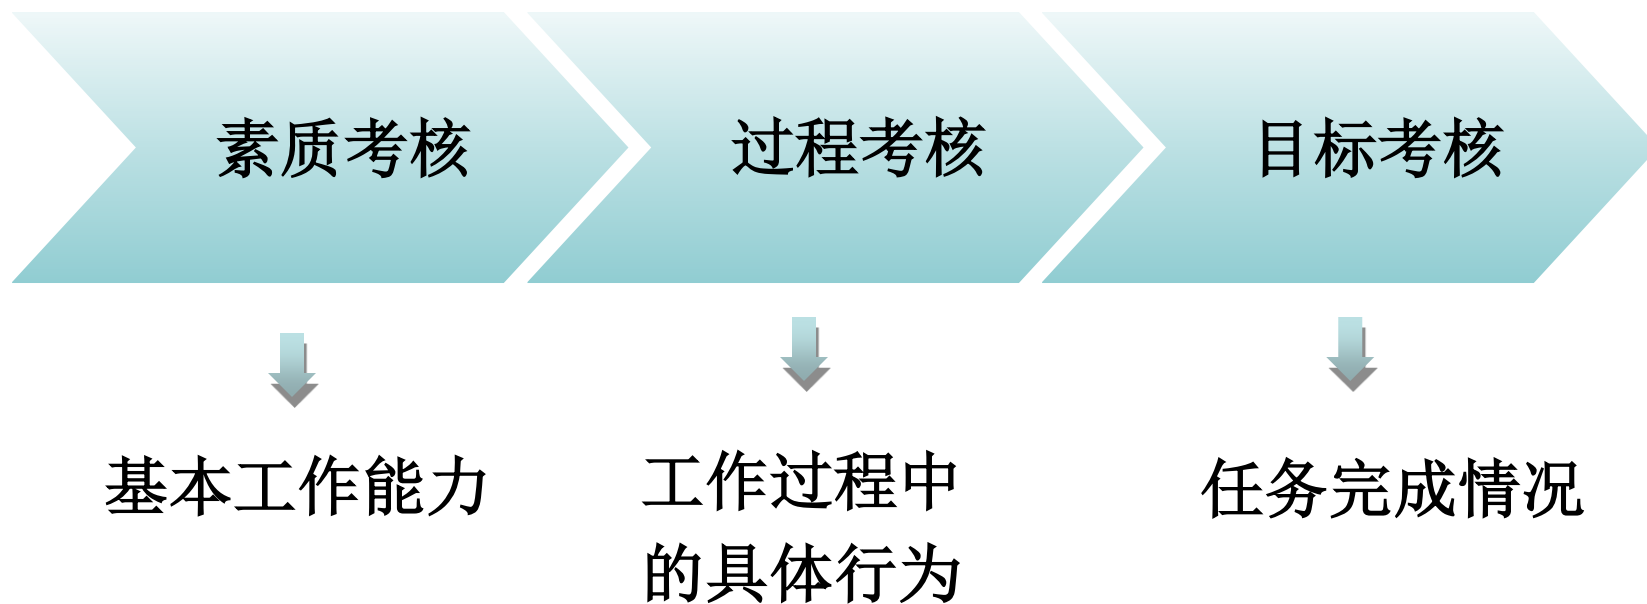 素质考核
过程考核
目标考核
基本工作能力
工作过程中
的具体行为
任务完成情况